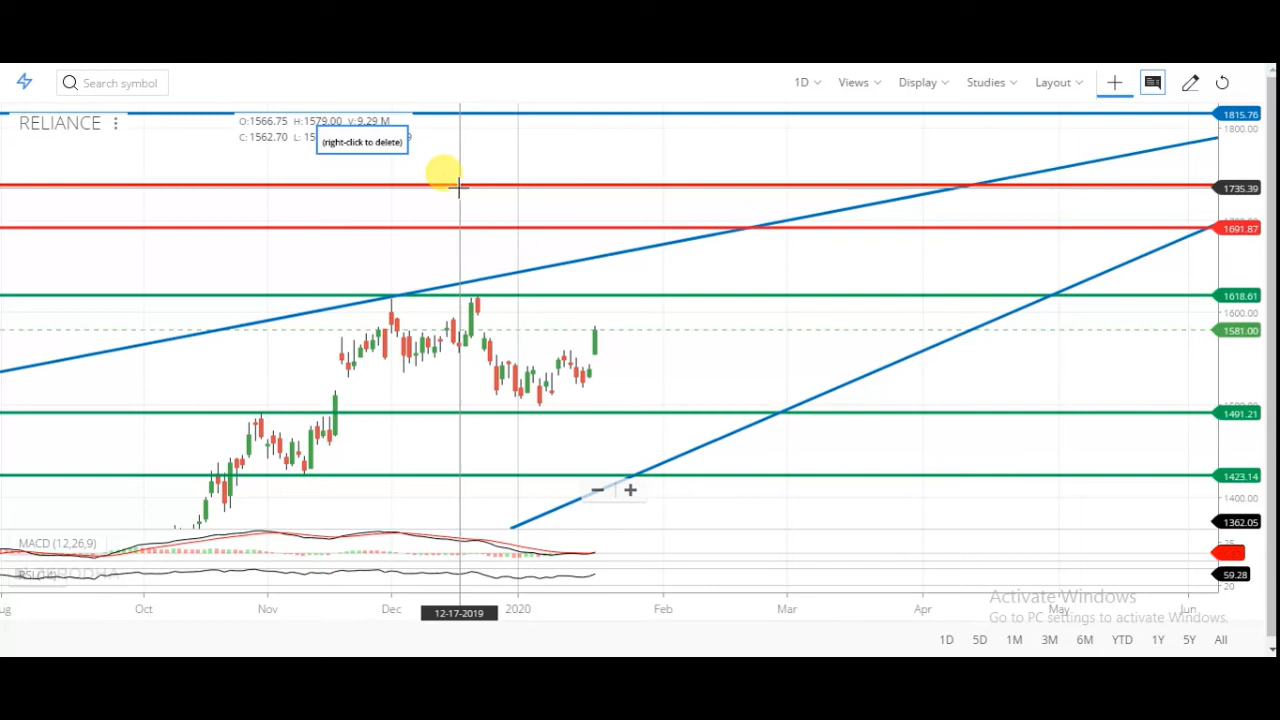 Search symbol
1D Views Display Studies Layout
RELIANCE
O:1566.75 H:1579.00 V:9.29 M
C:1562.70 L: 15
(right-click to delete)
1815.76
1800.00
1735.39
1691.87
1618.61
1600.00
1581.00
1491.21
1423.14
1400.00
1362.05
MACD (12,26,9)
59.28
20
Oct Nov Dec 12-17-2019 2020 Feb Mar Apr May Jun
Activate Windows
Go to PC settings to activate Windows.
1D 5D 1M 3M 6M YTD 1Y 5Y All